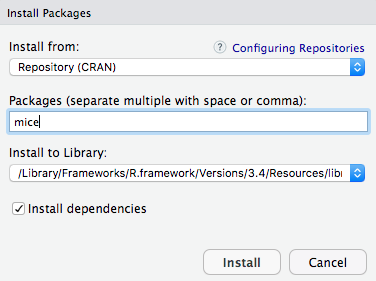 Install Packages
Install from:
? Configuring Repositories
Repository (CRAN)
Packages (separate multiple with space or comma):
mice
Install to Library:
/Library/Frameworks/R.framework/Versions/3.4/Resources/libr
Install dependencies
Install
Cancel